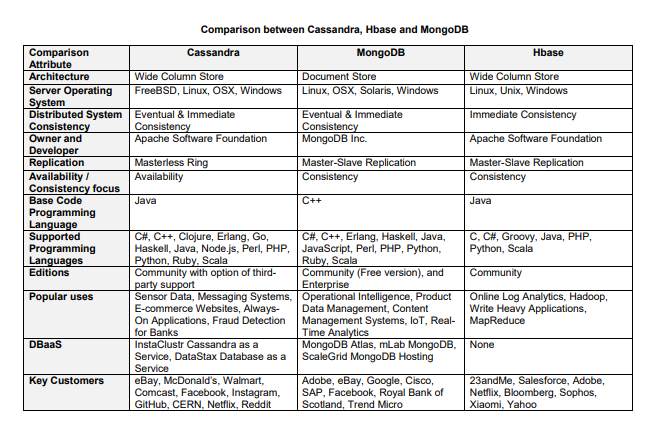 Comparison between Cassandra, Hbase and MongoDB
Comparison
Attribute
Cassandra
MongoDB
Hbase
Architecture
Wide Column Store
Document Store
Wide Column Store
Server Operating
System
FreeBSD, Linux, OSX, Windows
Linux, OSX, Solaris, Windows
Linux, Unix, Windows
Distributed System
Consistency
Eventual & Immediate
Consistency
Eventual & Immediate
Consistency
Immediate Consistency
Owner and
Developer
Apache Software Foundation
MongoDB Inc.
Apache Software Foundation
Replication
Masterless Ring
Master-Slave Replication
Master-Slave Replication
Availability /
Consistency focus
Availability
Consistency
Consistency
Base Code
Programming
Language
Java
C++
Java
Supported
Programming
Languages
C#, C++, Clojure, Erlang, Go,
Haskell, Java, Node.js, Perl, PHP,
Python, Ruby, Scala
C#, C++, Erlang, Haskell, Java,
JavaScript, Perl, PHP, Python,
Ruby, Scala
C, C#, Groovy, Java, PHP,
Python, Scala
Editions
Community with option of third-
party support
Community (Free version), and
Enterprise
Community
Popular uses
Sensor Data, Messaging Systems,
E-commerce Websites, Always-
On Applications, Fraud Detection
for Banks
Operational Intelligence, Product
Data Management, Content
Management Systems, IoT, Real-
Time Analytics
Online Log Analytics, Hadoop,
Write Heavy Applications,
MapReduce
DBaaS
InstaClustr Cassandra as a
Service, DataStax Database as a
Service
MongoDB Atlas, mLab MongoDB,
ScaleGrid MongoDB Hosting
None
Key Customers
eBay, McDonald's, Walmart,
Comcast, Facebook, Instagram,
GitHub, CERN, Netflix, Reddit
Adobe, eBay, Google, Cisco,
SAP, Facebook, Royal Bank of
Scotland, Trend Micro
23andMe, Salesforce, Adobe,
Netflix, Bloomberg, Sophos,
Xiaomi, Yahoo